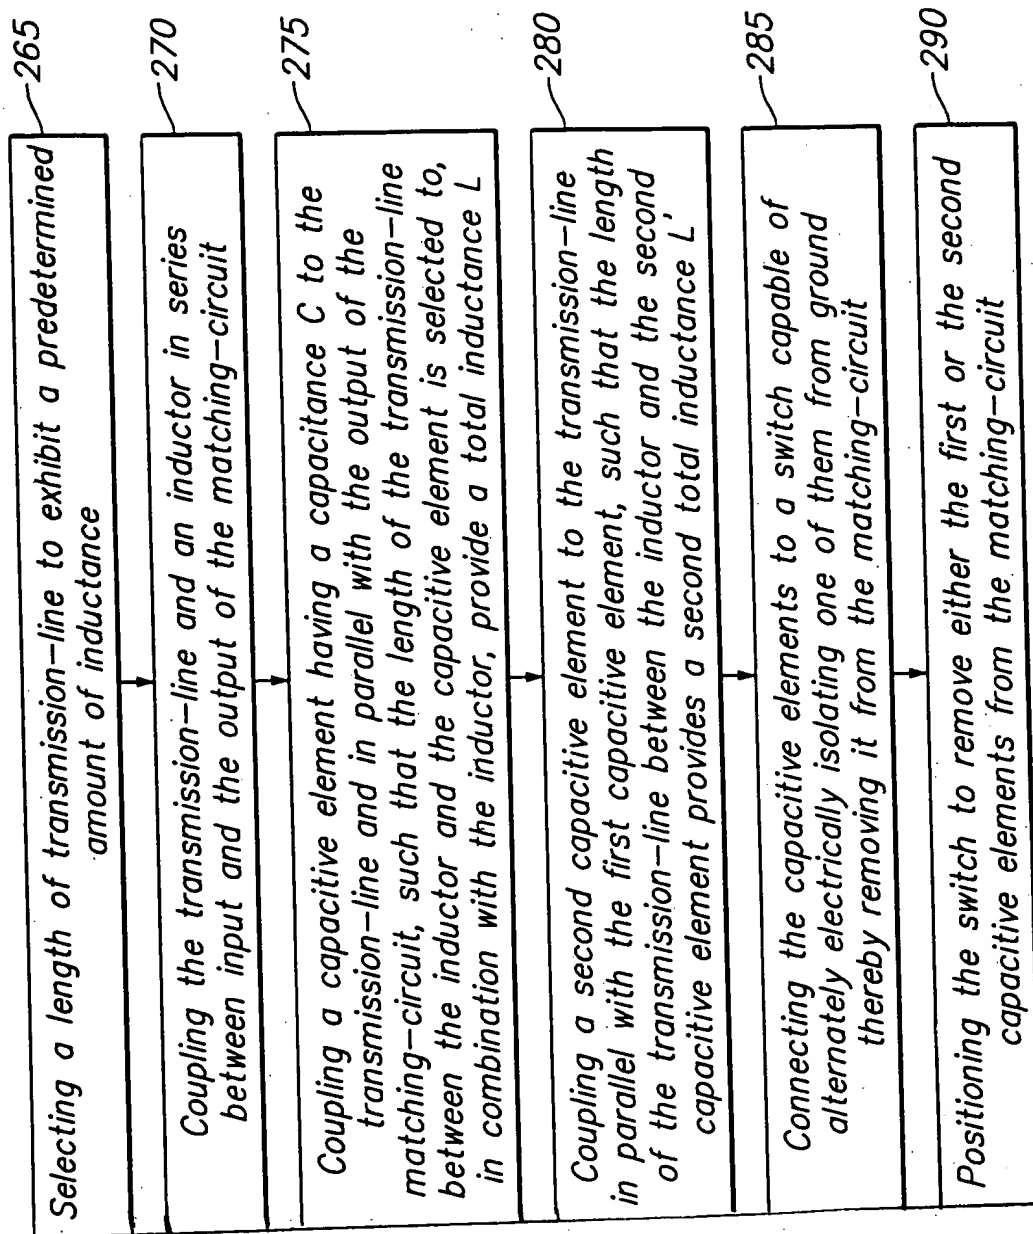 265
Selecting a length of transmission-line to exhibit a predetermined
amount of inductance
270
Coupling the transmission-line and an inductor in series
between input and the output of the matching-circuit
275
Coupling a capacitive element having a capacitance C to the
transmission-line and in parallel with the output of the
matching-circuit, such that the length of the transmission-line
between the inductor and the capacitive element is selected to,
in combination with the inductor, provide a total inductance L
280
Coupling a second capacitive element to the transmission-line
in parallel with the first capacitive element, such that the length
of the transmission-line between the inductor and the second
capacitive element provides a second total inductance L'
285
Connecting the capacitive elements to a switch capable of
alternately electrically isolating one of them from ground
thereby removing it from the matching-circuit
290
Positioning the switch to remove either the first or the second
capacitive elements from the matching-circuit